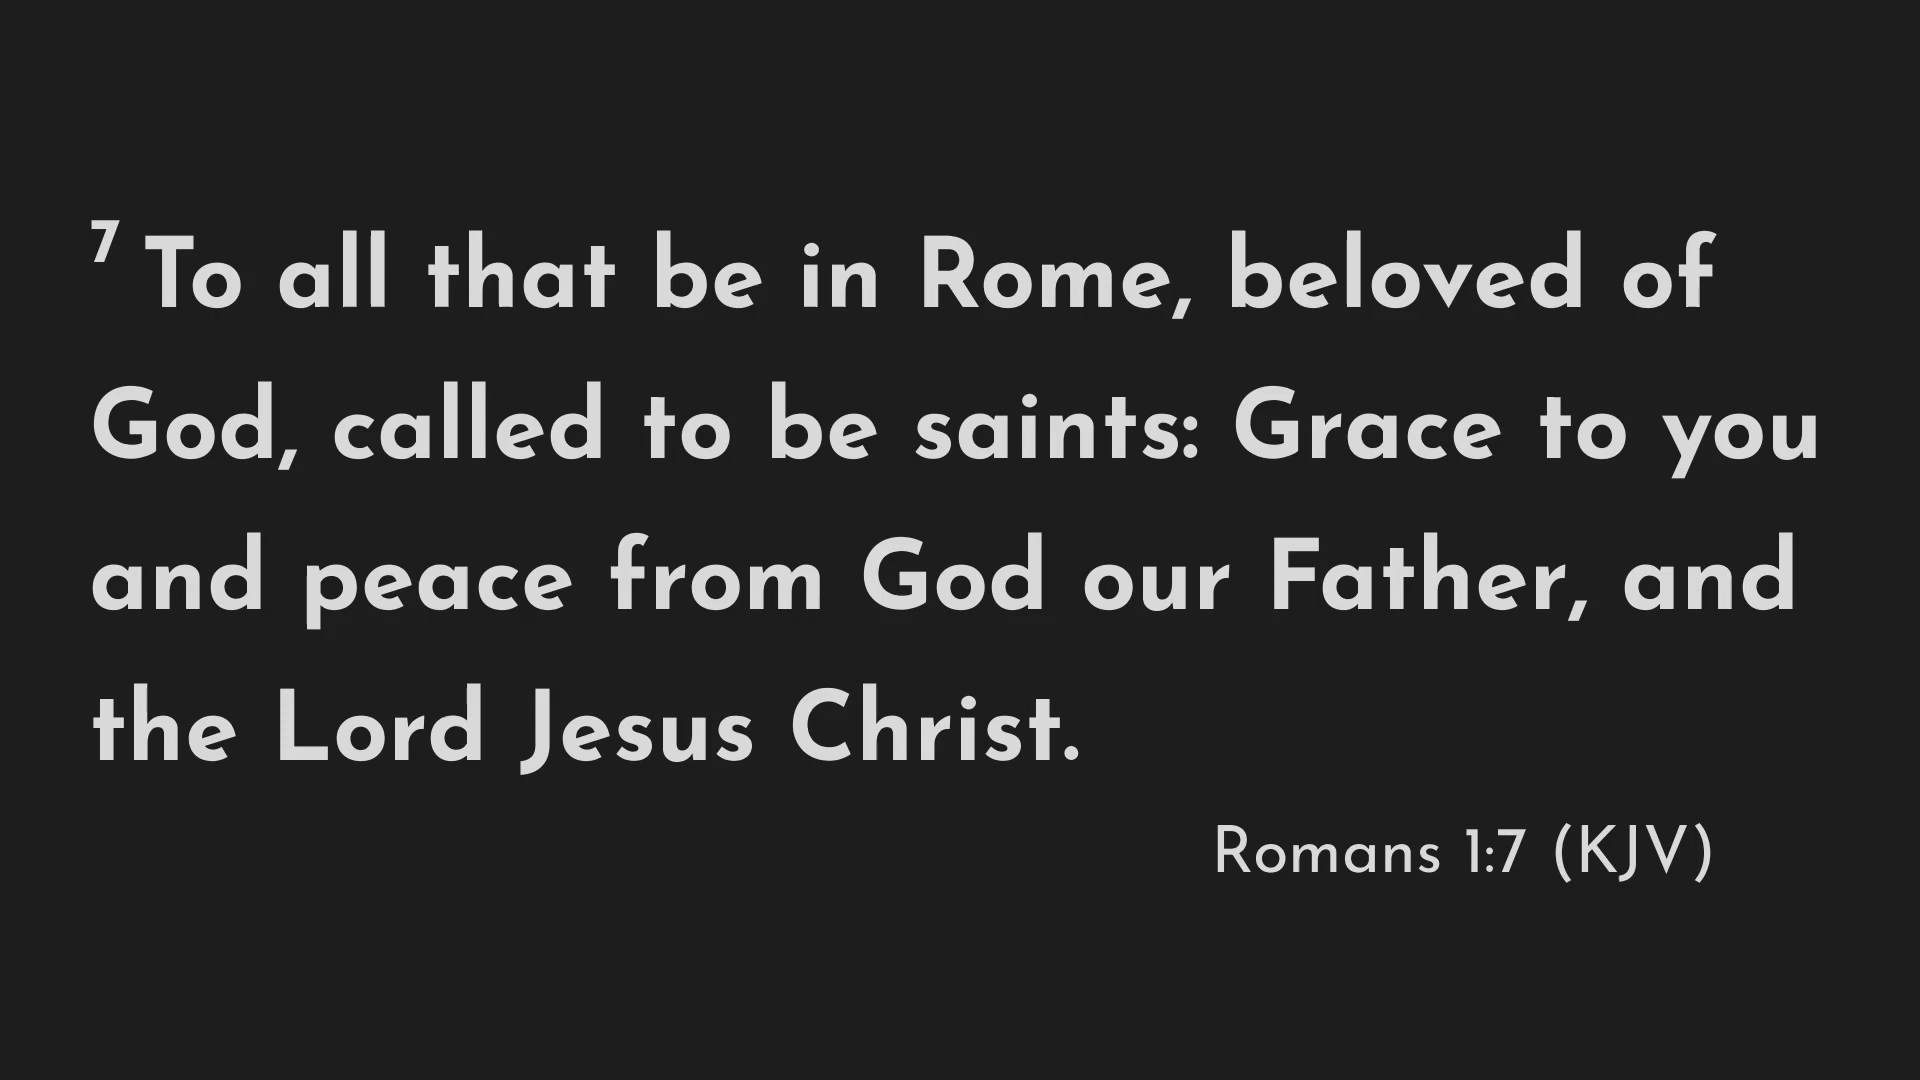 7 To all that be in Rome, beloved of
God, called to be saints: Grace to you
and peace from God our Father, and
the Lord Jesus Christ.
Romans 1:7 (KJV)